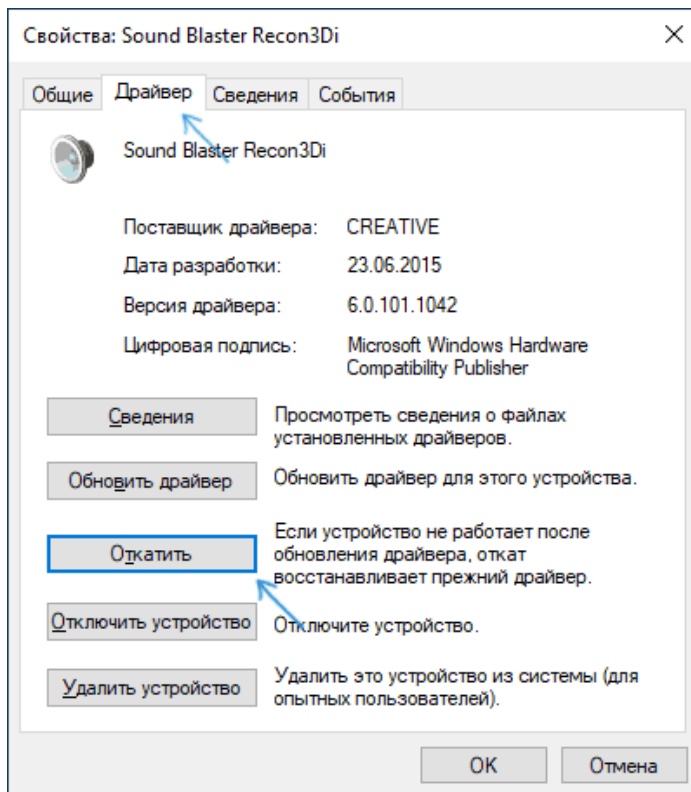 Свойства: Sound Blaster Recon3Di
Общие Драйвер Сведения События
Sound Blaster Recon3Di
Поставщик драйвера: CREATIVE
Дата разработки: 23.06.2015
Версия драйвера: 6.0.101.1042
Цифровая подпись: Microsoft Windows Hardware
Compatibility Publisher
Сведения
Просмотреть сведения о файлах
установленных драйверов.
Обновить драйвер
Обновить драйвер для этого устройства.
Откатить
Если устройство не работает после
обновления драйвера, откат
восстанавливает прежний драйвер.
Отключить устройство
Отключите устройство.
Удалить устройство
Удалить это устройство из системы (для
опытных пользователей).
OK Отмена